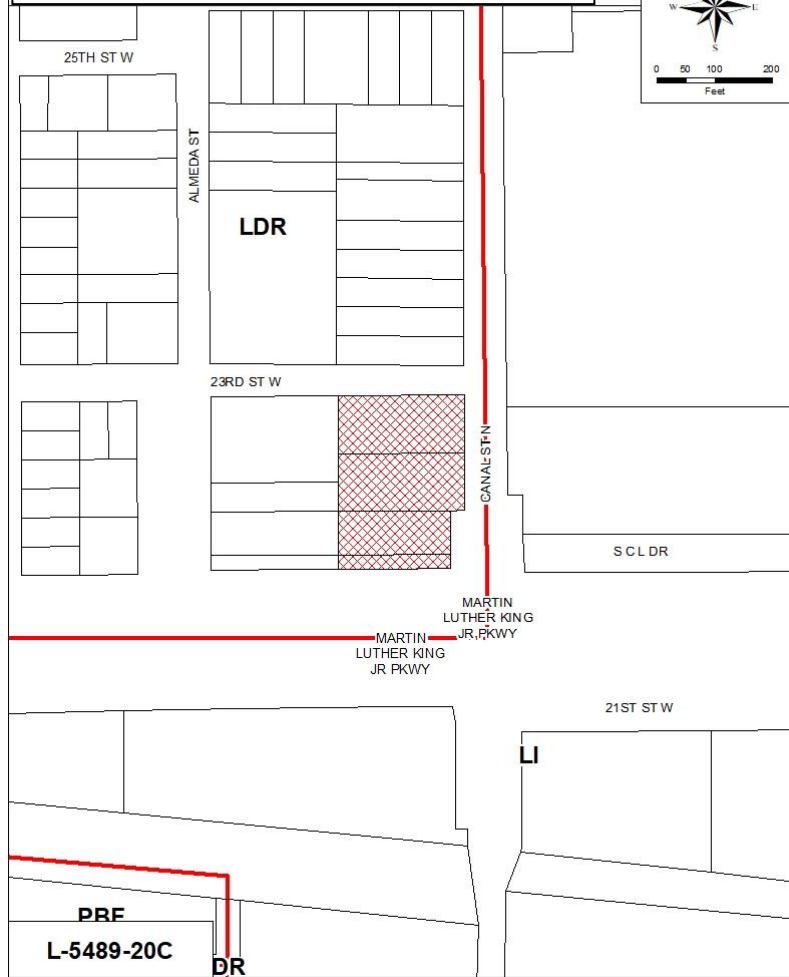 W E
S
0 50 100 200
Feet
25TH ST W
ALMEDA ST
LDR
23RD ST W
CANAL ST N
S C L DR
MARTIN
LUTHER KING
JR PKWY
MARTIN
LUTHER KING
JR PKWY
21ST ST W
LI
PBF
L-5489-20C
DR